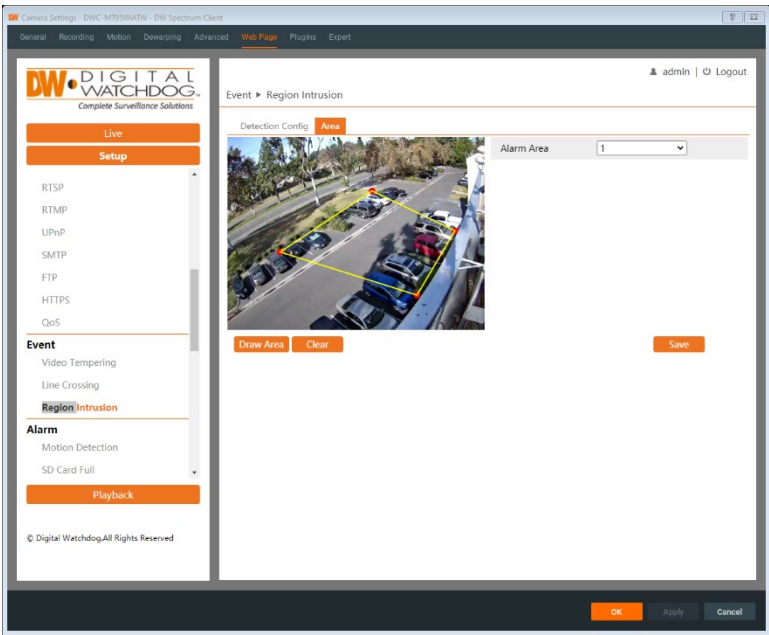 DW Camera Settings - DWC-MT95WiATW - DW Spectrum Client
General Recording Motion Dewarping Advanced Web Page Plugins Expert
DW DIGITAL
WATCHDOG
Complete Surveillance Solutions
admin | Logout
Event ▸ Region Intrusion
Live
Setup
Detection Config Area
Alarm Area 1
RTSP
RTMP
UPnP
SMTP
FTP
HTTPS
QoS
Event
Draw Area Clear Save
Video Tempering
Line Crossing
Region Intrusion
Alarm
Motion Detection
SD Card Full
Playback
© Digital Watchdog.All Rights Reserved
OK Apply Cancel